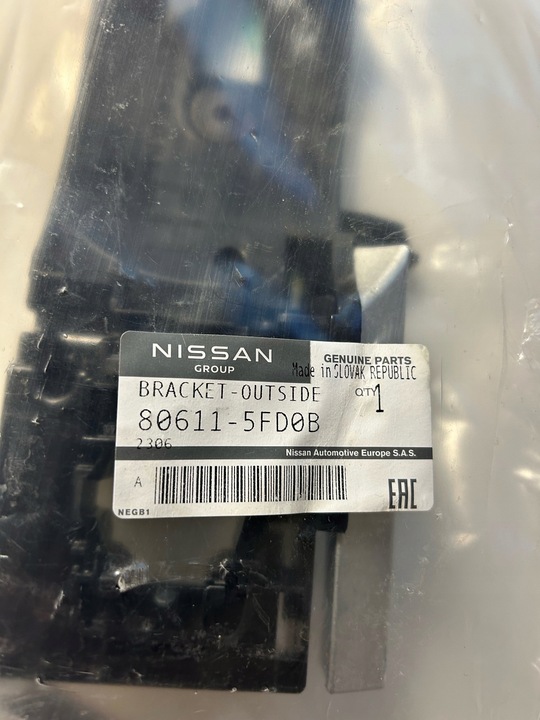 NISSAN
GROUP
GENUINE PARTS
Made in SLOVAK REPUBLIC
BRACKET-OUTSIDE
QTY 1
80611-5FD0B
2306
Nissan Automotive Europe S.A.S.
A
EAC
NEGB1